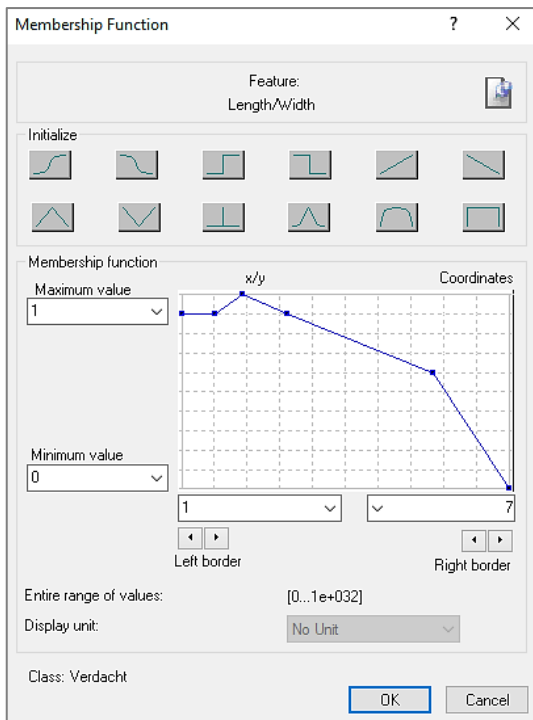 Membership Function
?
Feature:
Length/Width
Initialize
Membership function
x/y
Coordinates
Maximum value
1
Minimum value
0
1
7
Left border
Right border
Entire range of values:
[0...1e+032]
Display unit:
No Unit
Class: Verdacht
OK
Cancel